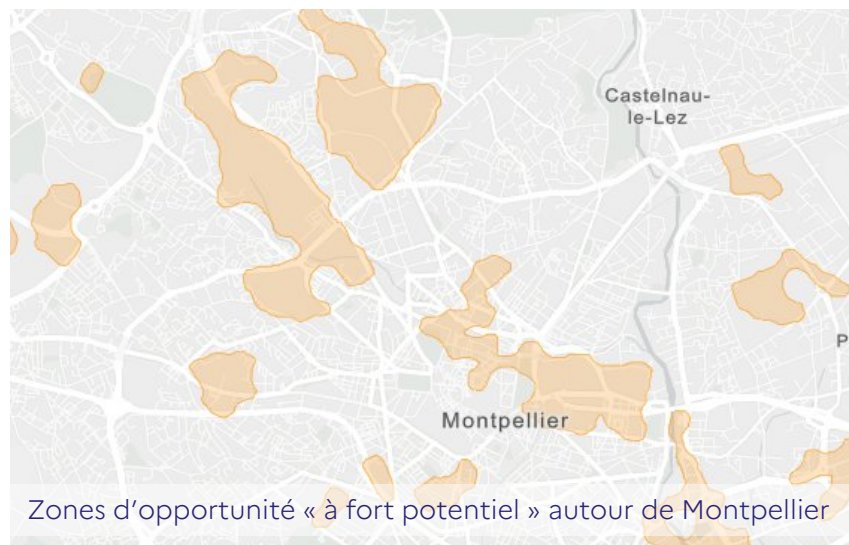 Castelnau-
le-Lez
P
Montpellier
Zones d'opportunité « à fort potentiel » autour de Montpellier